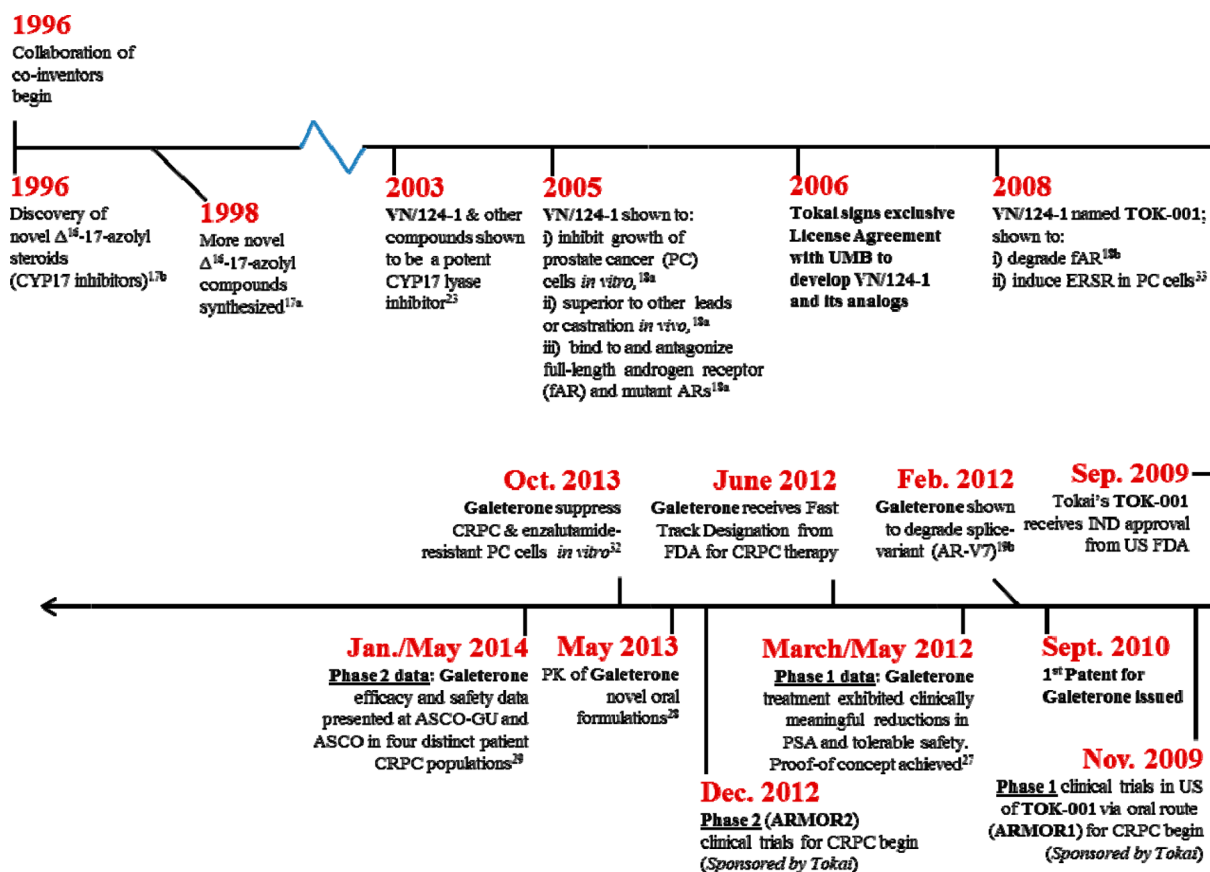 1996
Collaboration of
co-inventors
begin
1996
Discovery of
novel Δ¹⁶-17-azolyl
steroids
(CYP17 inhibitors)¹⁷ᵇ
1998
More novel
Δ¹⁶-17-azolyl
compounds
synthesized¹⁷ᵃ
2003
VN/124-1 & other
compounds shown
to be a potent
CYP17 lyase
inhibitor²³
2005
VN/124-1 shown to:
i) inhibit growth of
prostate cancer (PC)
cells in vitro,¹⁸ᵃ
ii) superior to other leads
or castration in vivo,¹⁸ᵃ
iii) bind to and antagonize
full-length androgen receptor
(fAR) and mutant ARs¹⁸ᵃ
2006
Tokai signs exclusive
License Agreement
with UMB to
develop VN/124-1
and its analogs
2008
VN/124-1 named TOK-001;
shown to:
i) degrade fAR¹⁸ᵇ
ii) induce ERSR in PC cells³³
Oct. 2013
Galeterone suppress
CRPC & enzalutamide-
resistant PC cells in vitro³²
June 2012
Galeterone receives Fast
Track Designation from
FDA for CRPC therapy
Feb. 2012
Galeterone shown
to degrade splice-
variant (AR-V7)¹⁹ᵇ
Sep. 2009
Tokai's TOK-001
receives IND approval
from US FDA
Jan./May 2014
Phase 2 data: Galeterone
efficacy and safety data
presented at ASCO-GU and
ASCO in four distinct patient
CRPC populations²⁹
May 2013
PK of Galeterone
novel oral
formulations²⁸
Dec. 2012
Phase 2 (ARMOR2)
clinical trials for CRPC begin
(Sponsored by Tokai)
March/May 2012
Phase 1 data: Galeterone
treatment exhibited clinically
meaningful reductions in
PSA and tolerable safety.
Proof-of concept achieved²⁷
Sept. 2010
1ˢᵗ Patent for
Galeterone issued
Nov. 2009
Phase 1 clinical trials in US
of TOK-001 via oral route
(ARMOR1) for CRPC begin
(Sponsored by Tokai)